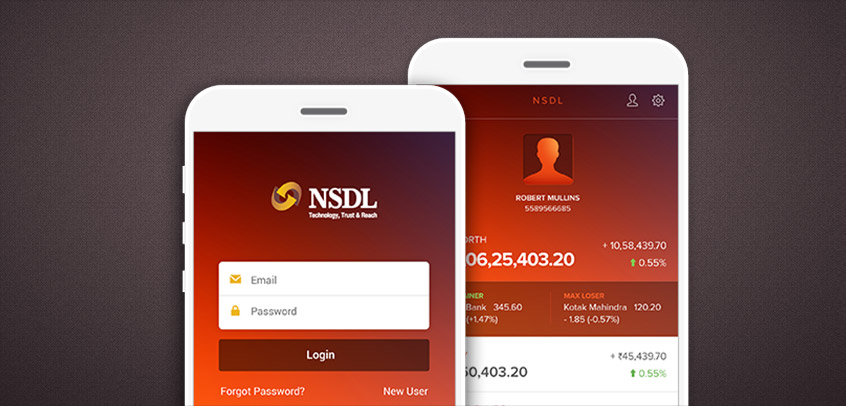 NSDL
Technology, Trust & Reach
Email
Password
Login
Forgot Password?
New User
NSDL
ROBERT MULLINS
5589566685
ORTH
+ 10,58,439.70
06,25,403.20
0.55%
AINER
Bank 345.60
(+1.47%)
MAX LOSER
Kotak Mahindra 120.20
- 1.85 (-0.57%)
+ ₹45,439.70
50,403.20
0.55%